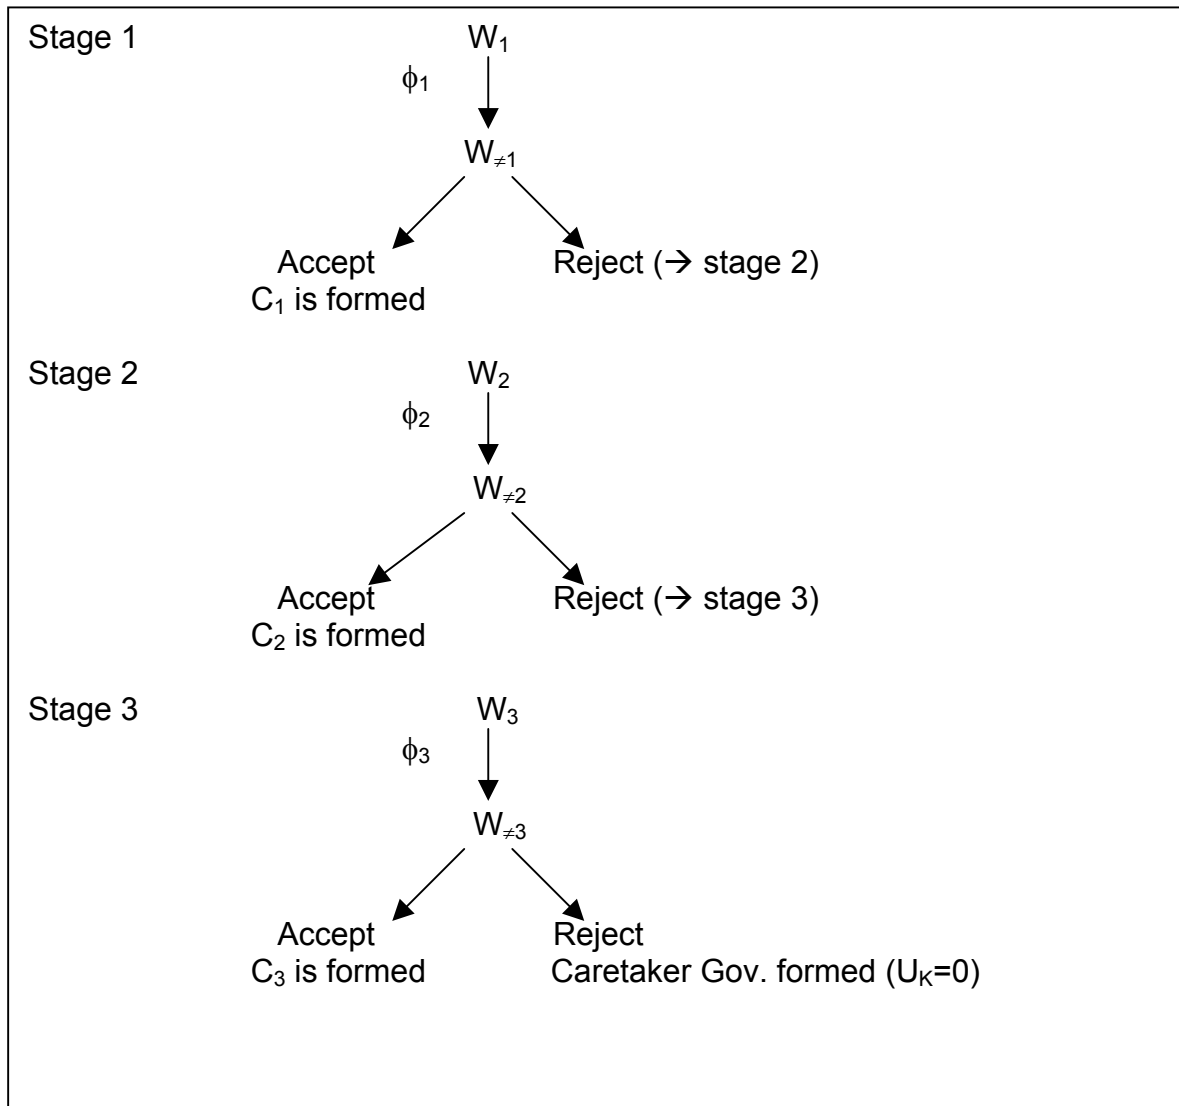 Stage 1 W₁
ϕ₁
W≠₁
Accept Reject (→ stage 2)
C₁ is formed
Stage 2 W₂
ϕ₂
W≠₂
Accept Reject (→ stage 3)
C₂ is formed
Stage 3 W₃
ϕ₃
W≠₃
Accept Reject
C₃ is formed Caretaker Gov. formed (U_K=0)